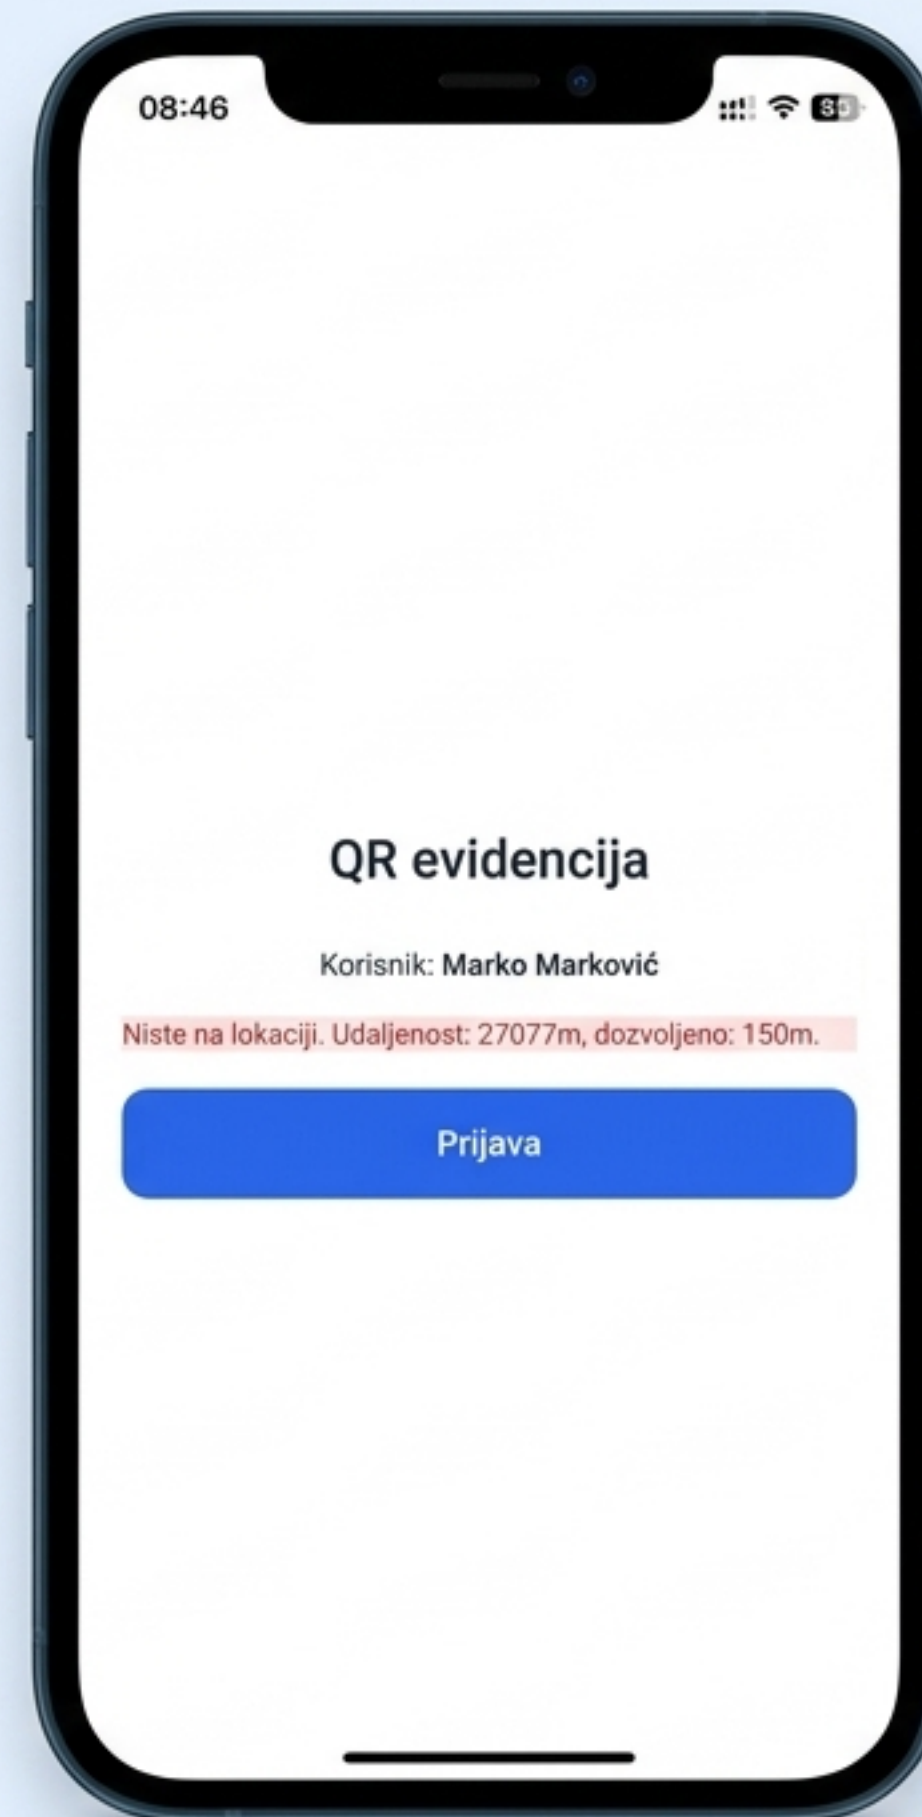 08:46
QR evidencija
Korisnik: Marko Marković
Niste na lokaciji. Udaljenost: 27077m, dozvoljeno: 150m.
Prijava